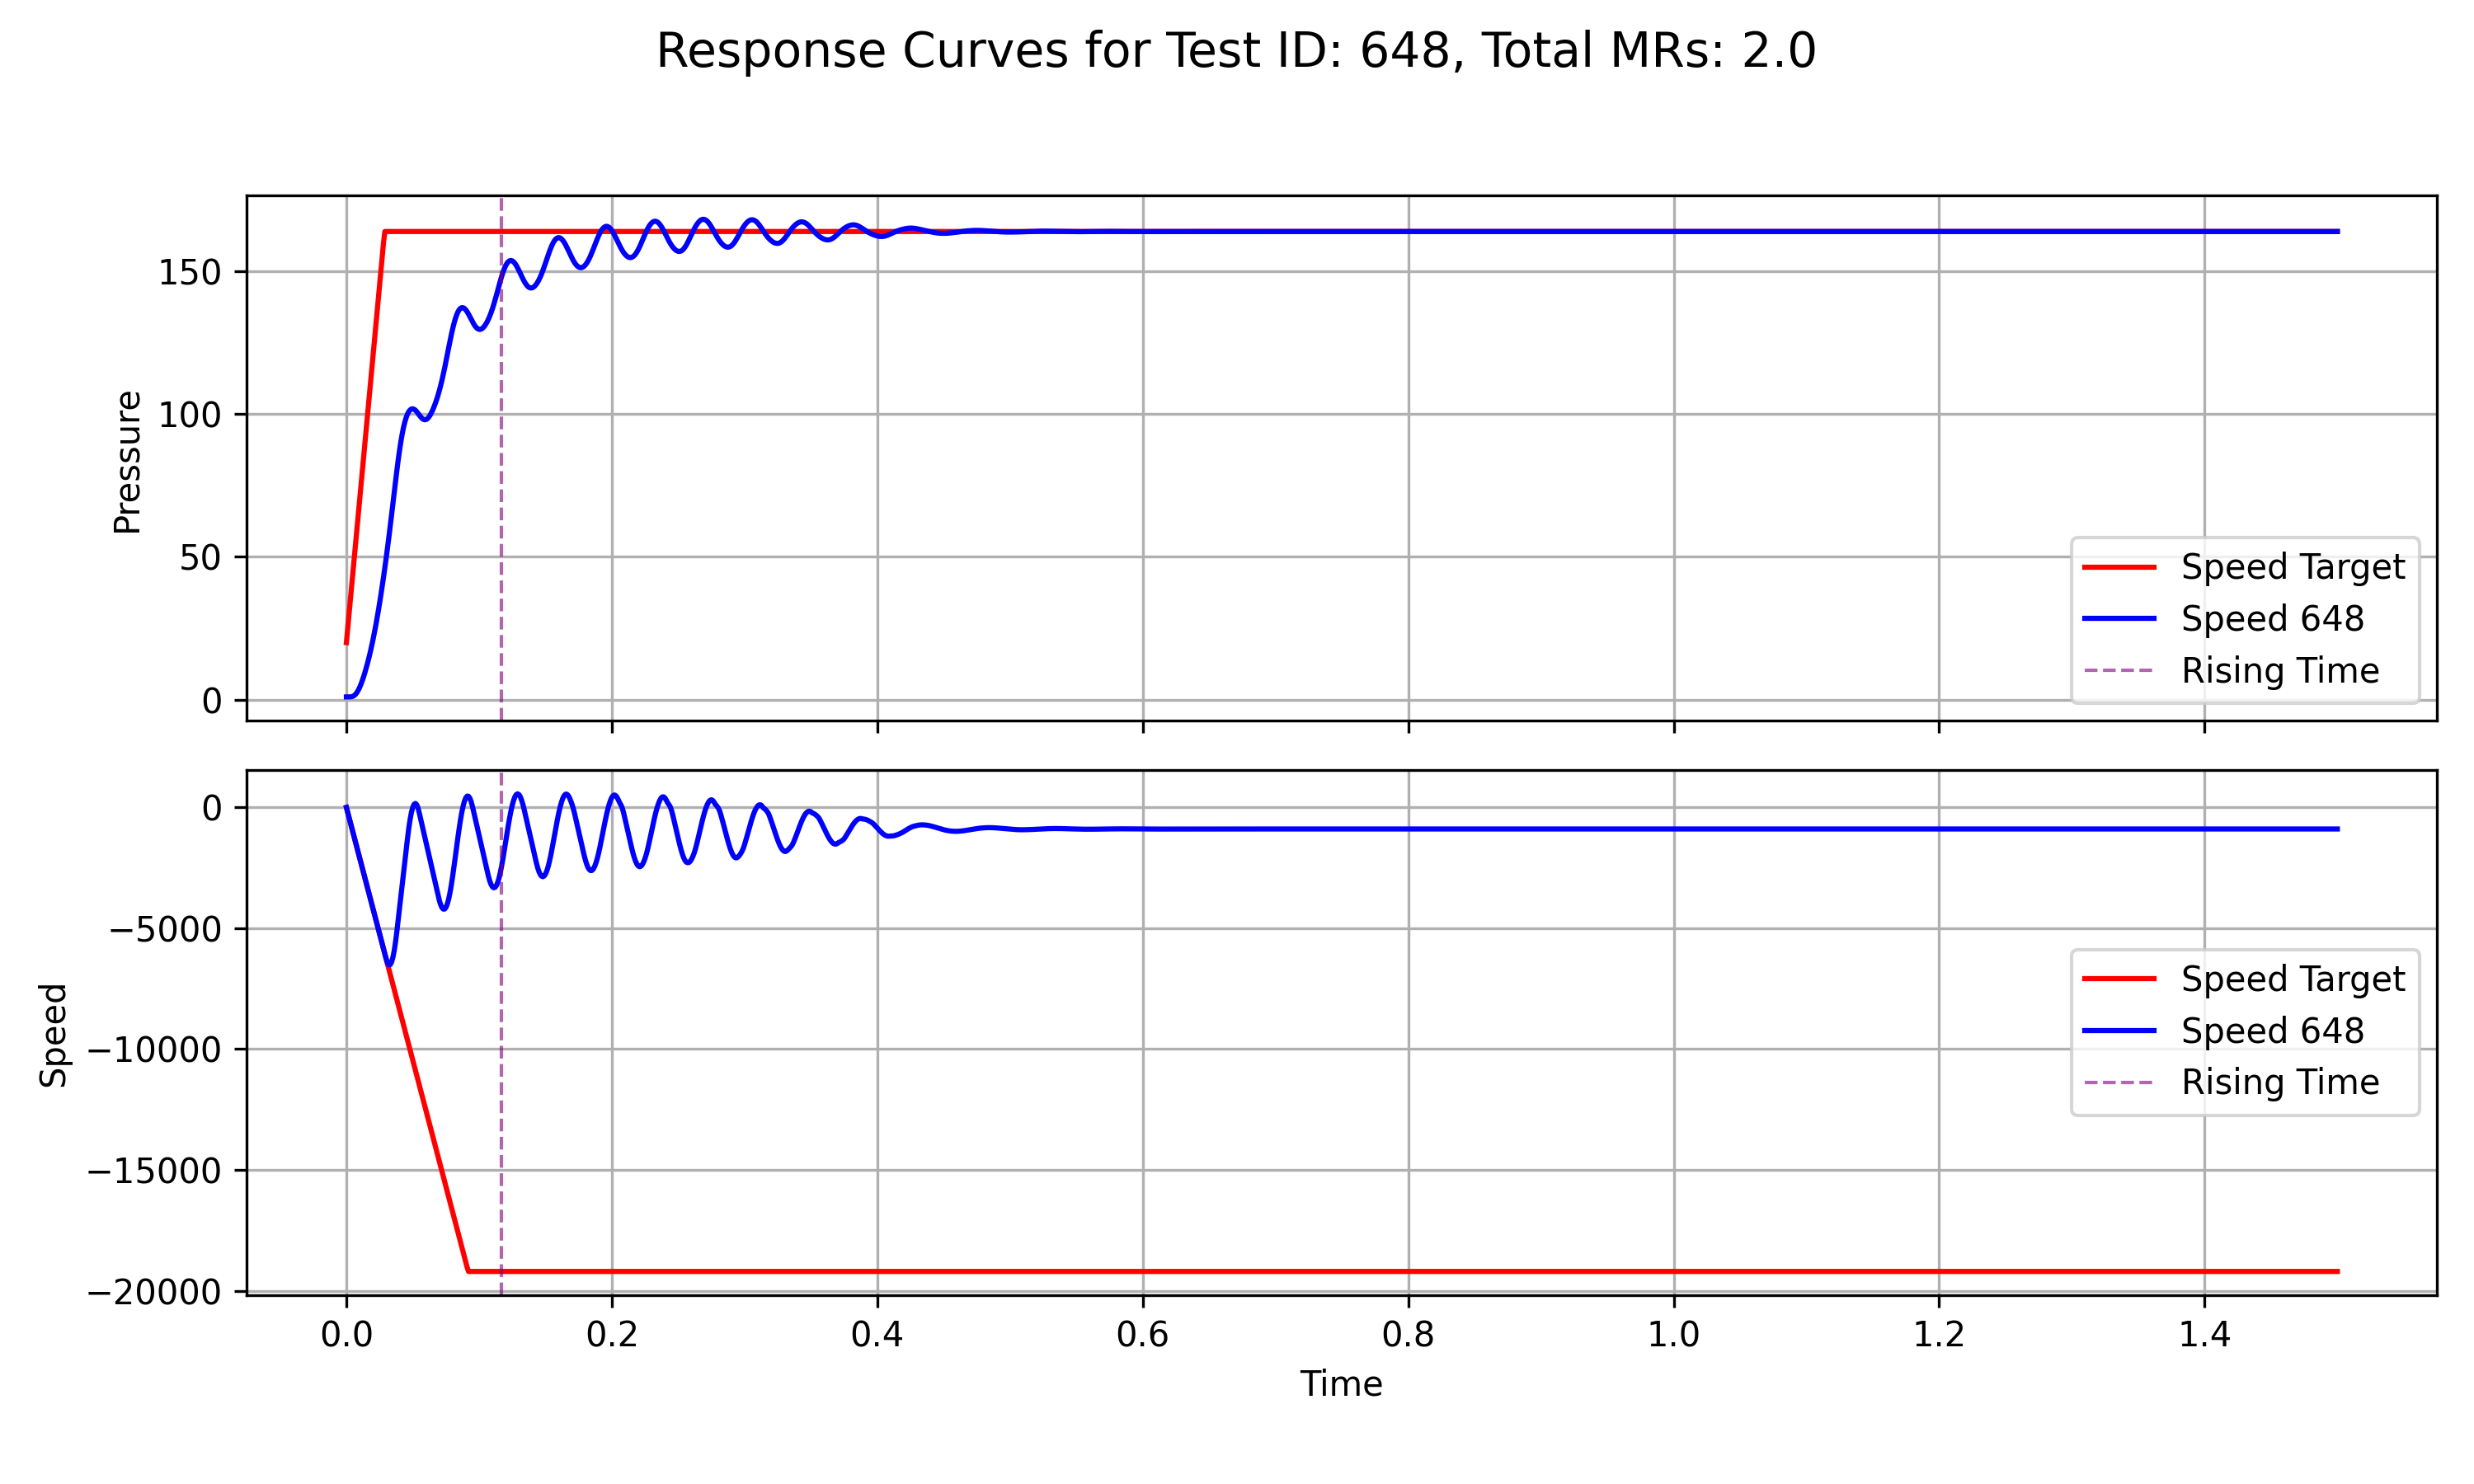 Response Curves for Test ID: 648, Total MRs: 2.0
Pressure
150
100
50
0
Speed Target
Speed 648
Rising Time
Speed
0
−5000
−10000
−15000
−20000
Speed Target
Speed 648
Rising Time
0.0 0.2 0.4 0.6 0.8 1.0 1.2 1.4
Time